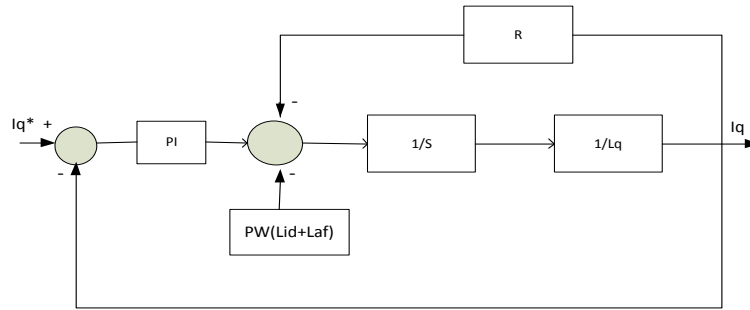 R
-
Iq* +
PI
1/S
1/Lq
Iq
-
-
PW(Lid+Laf)